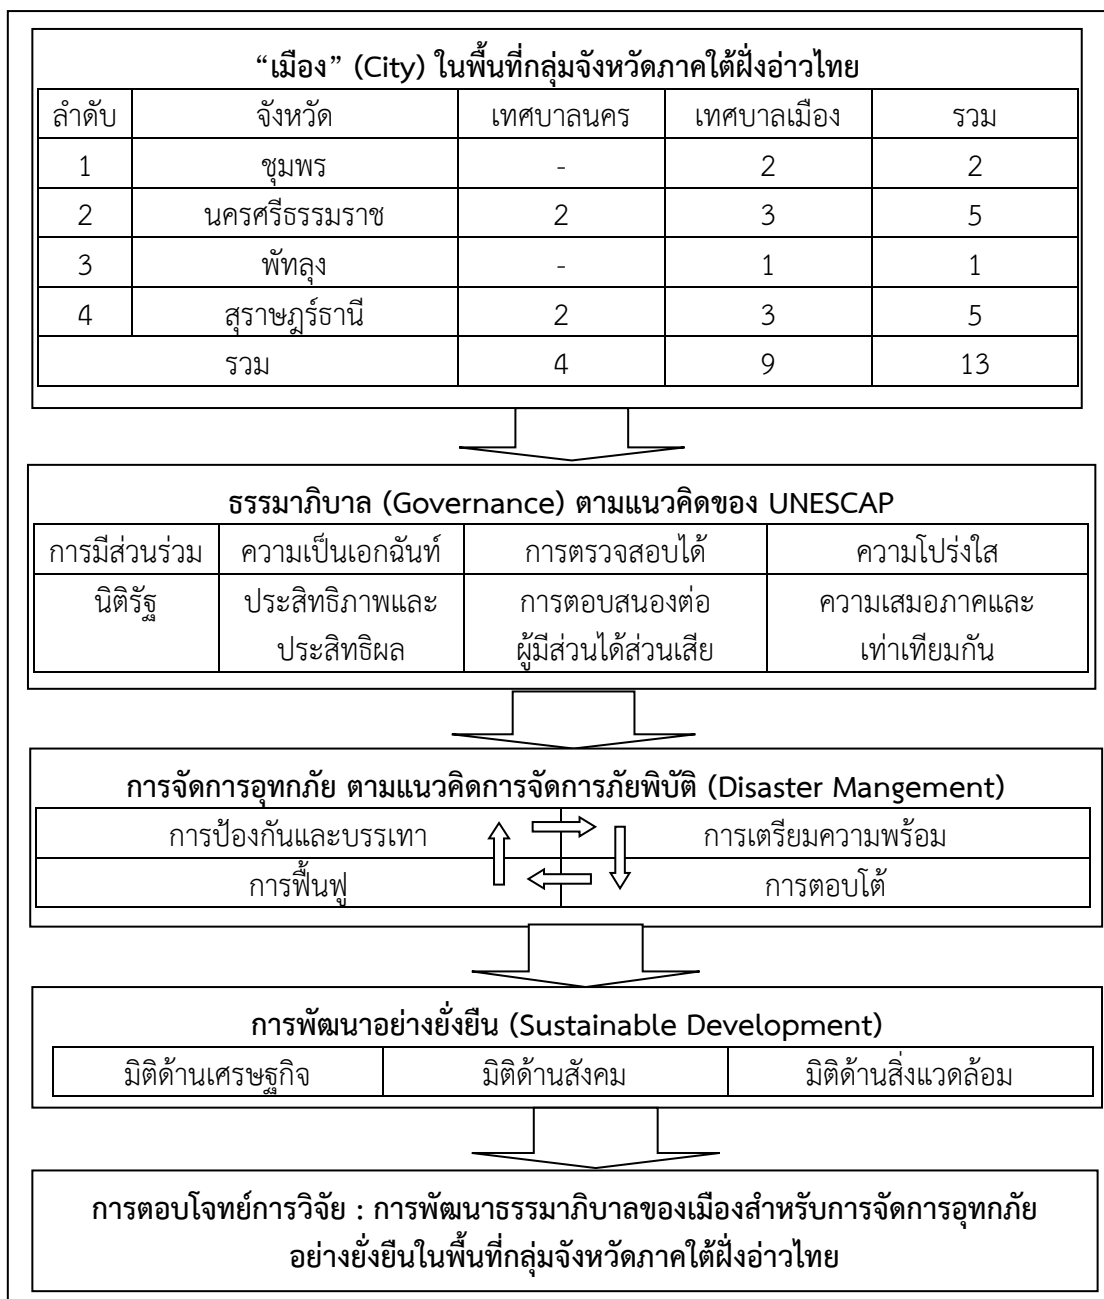 “เมือง” (City) ในพื้นที่กลุ่มจังหวัดภาคใต้ฝั่งอ่าวไทย
ลำดับ จังหวัด เทศบาลนคร เทศบาลเมือง รวม
1 ชุมพร - 2 2
2 นครศรีธรรมราช 2 3 5
3 พัทลุง - 1 1
4 สุราษฎร์ธานี 2 3 5
รวม 4 9 13
ธรรมาภิบาล (Governance) ตามแนวคิดของ UNESCAP
การมีส่วนร่วม ความเป็นเอกฉันท์ การตรวจสอบได้ ความโปร่งใส
นิติรัฐ ประสิทธิภาพและ การตอบสนองต่อ ความเสมอภาคและ
ประสิทธิผล ผู้มีส่วนได้ส่วนเสีย เท่าเทียมกัน
การจัดการอุทกภัย ตามแนวคิดการจัดการภัยพิบัติ (Disaster Mangement)
การป้องกันและบรรเทา การเตรียมความพร้อม
การฟื้นฟู การตอบโต้
การพัฒนาอย่างยั่งยืน (Sustainable Development)
มิติด้านเศรษฐกิจ มิติด้านสังคม มิติด้านสิ่งแวดล้อม
การตอบโจทย์การวิจัย : การพัฒนาธรรมาภิบาลของเมืองสำหรับการจัดการอุทกภัย
อย่างยั่งยืนในพื้นที่กลุ่มจังหวัดภาคใต้ฝั่งอ่าวไทย